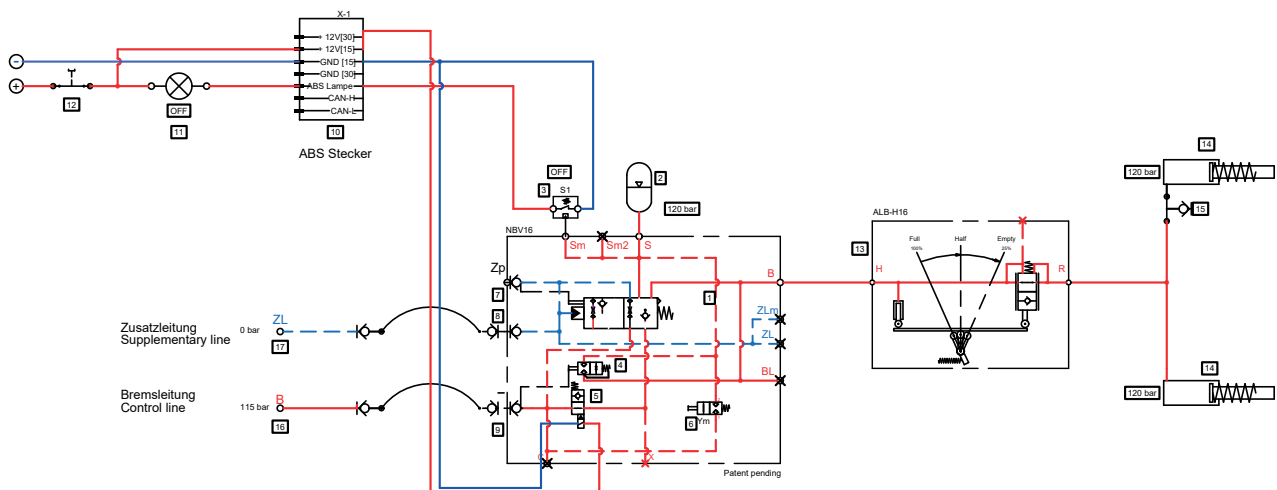 X-1
+ 12V[30]
+ 12V[15]
GND [15]
GND [30]
ABS Lampe
CAN-H
CAN-L
12
OFF
11
10
ABS Stecker
OFF
3
S1
2
120 bar
NBV16
Sm
Sm2
S
Zp
7
8
1
B
ZLm
ZL
BL
4
5
6
Ym
9
C
X
Patent pending
Zusatzleitung
Supplementary line
0 bar
ZL
17
Bremsleitung
Control line
115 bar
B
16
ALB-H16
13
Full
100%
Half
Empty
25%
H
R
14
120 bar
15
14
120 bar